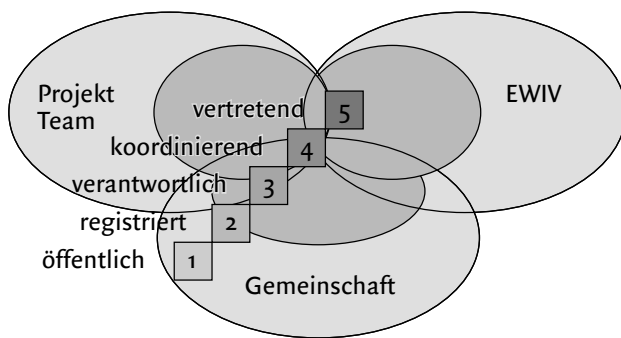 Projekt
Team
EWIV
vertretend 5
koordinierend 4
verantwortlich 3
registriert 2
öffentlich 1
Gemeinschaft